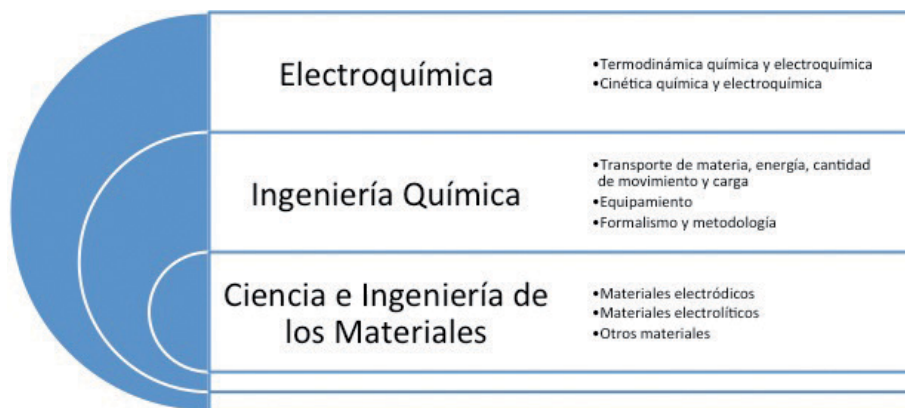 Electroquímica
•Termodinámica química y electroquímica
•Cinética química y electroquímica
Ingeniería Química
•Transporte de materia, energía, cantidad
de movimiento y carga
•Equipamiento
•Formalismo y metodología
Ciencia e Ingeniería de
los Materiales
•Materiales electródicos
•Materiales electrolíticos
•Otros materiales